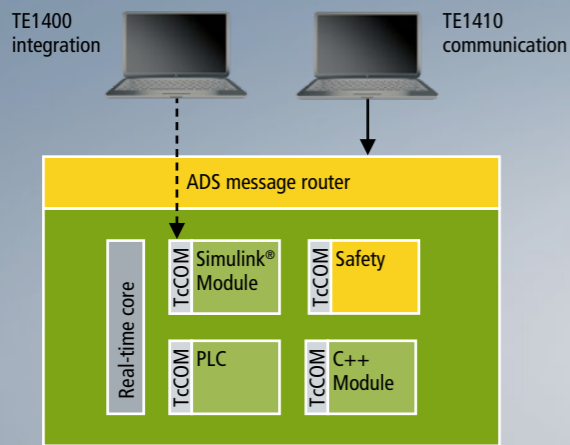 TE1400
integration
TE1410
communication
ADS message router
Real-time core
TcCOM
Simulink®
Module
TcCOM
Safety
TcCOM
PLC
TcCOM
C++
Module